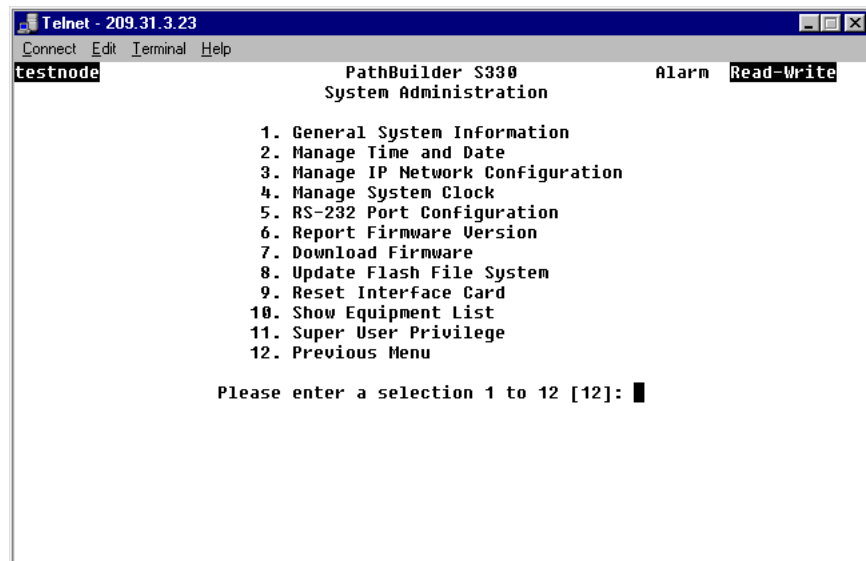 Telnet - 209.31.3.23
Connect Edit Terminal Help
testnode PathBuilder S330 Alarm Read-Write
System Administration
1. General System Information
2. Manage Time and Date
3. Manage IP Network Configuration
4. Manage System Clock
5. RS-232 Port Configuration
6. Report Firmware Version
7. Download Firmware
8. Update Flash File System
9. Reset Interface Card
10. Show Equipment List
11. Super User Privilege
12. Previous Menu
Please enter a selection 1 to 12 [12]: